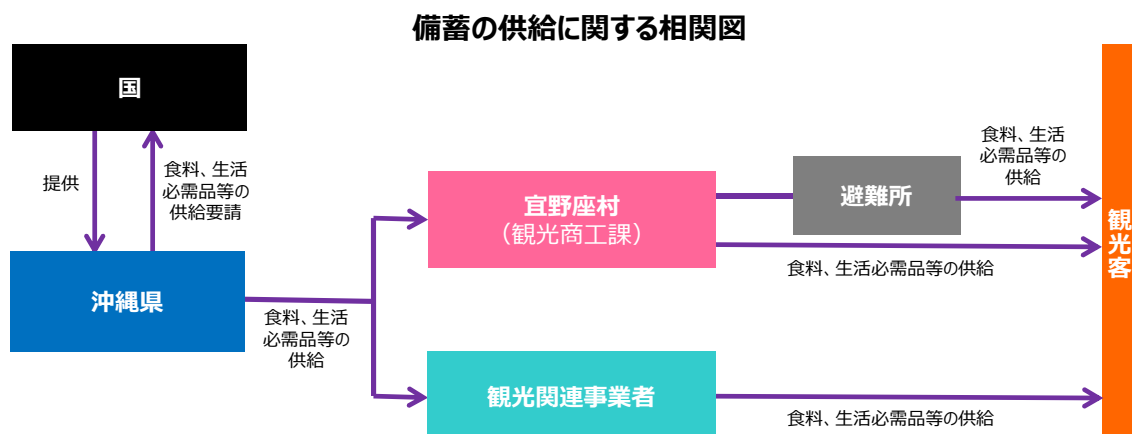 備蓄の供給に関する相関図
国
提供
食料、生活
必需品等の
供給要請
沖縄県
食料、生活
必需品等の
供給
宜野座村
（観光商工課）
避難所
食料、生活
必需品等の
供給
食料、生活必需品等の供給
観光関連事業者
食料、生活必需品等の供給
観光客